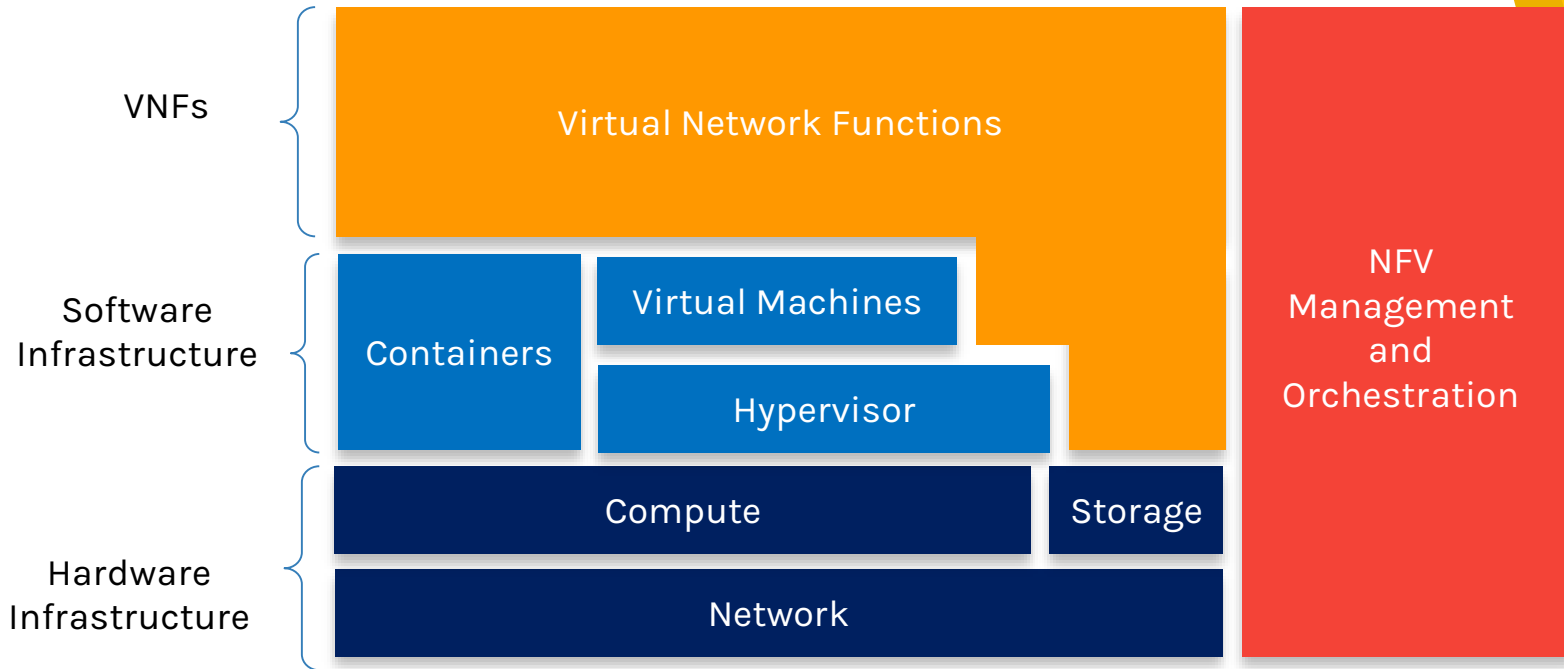 VNFs
Virtual Network Functions
Software
Infrastructure
Containers
Virtual Machines
Hypervisor
NFV
Management
and
Orchestration
Hardware
Infrastructure
Compute
Storage
Network